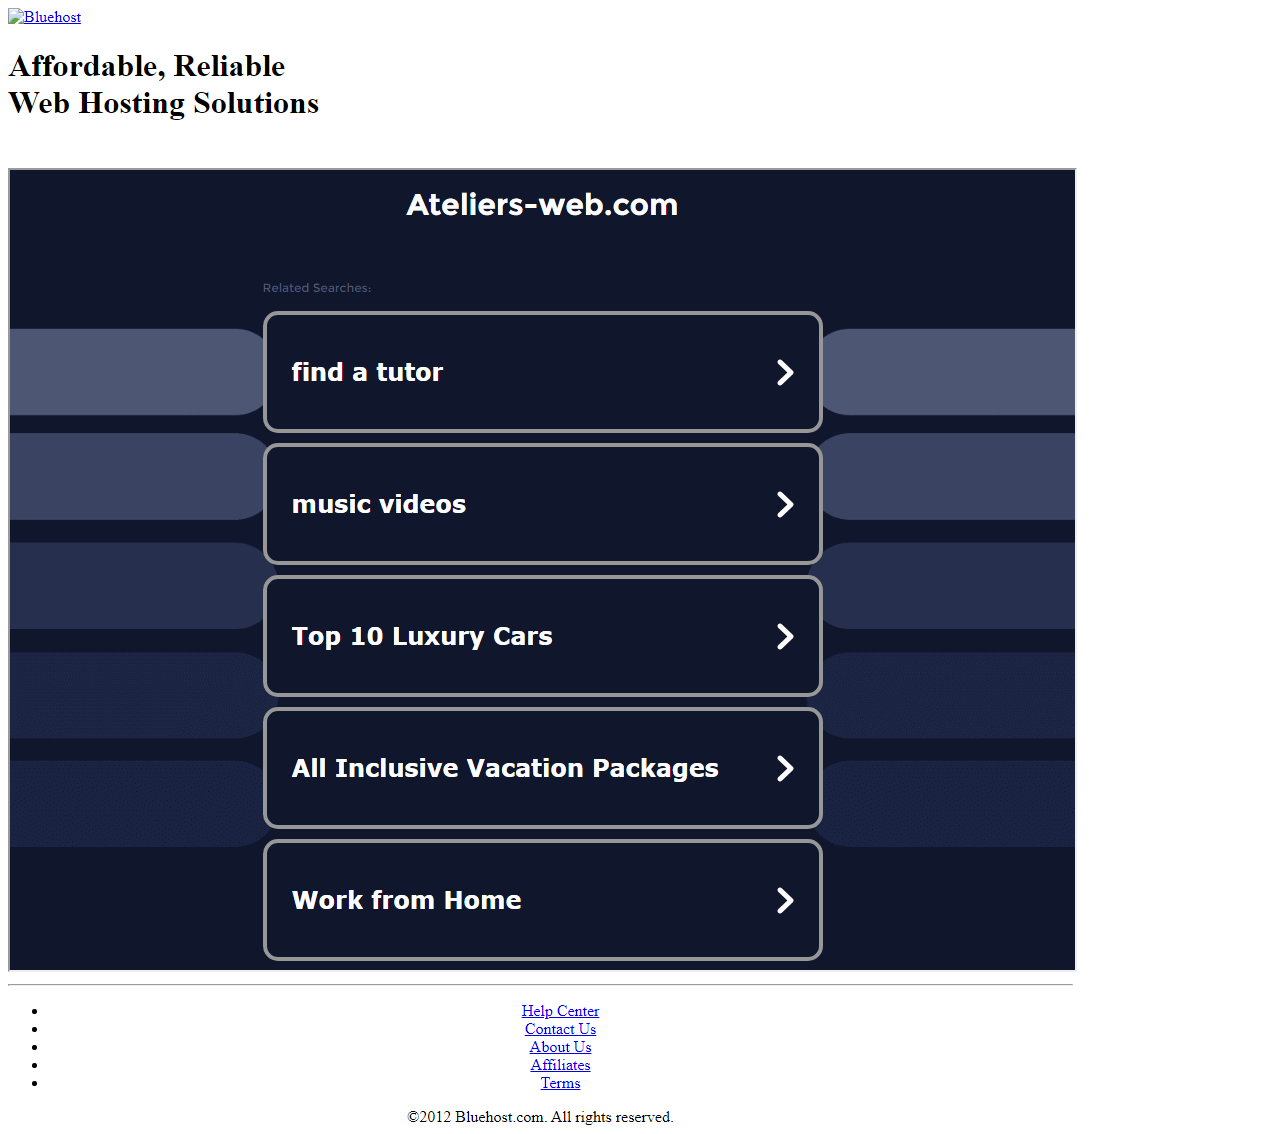 Bluehost
Affordable, Reliable
Web Hosting Solutions
Ateliers-web.com
Related Searches:
find a tutor
music videos
Top 10 Luxury Cars
All Inclusive Vacation Packages
Work from Home
Help Center
Contact Us
About Us
Affiliates
Terms
©2012 Bluehost.com. All rights reserved.